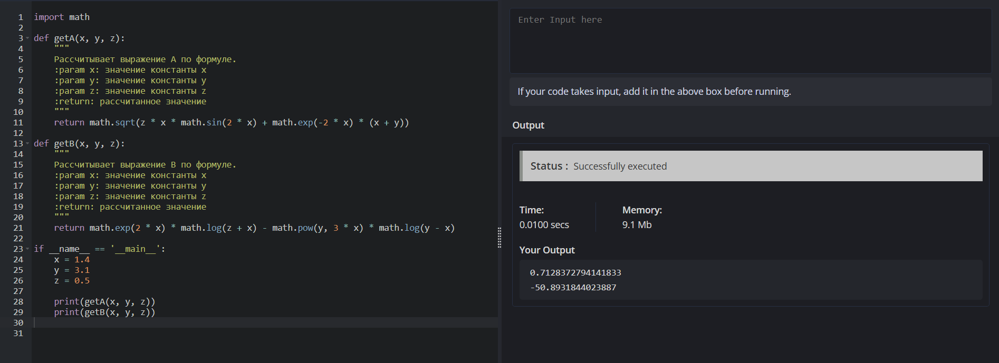 1 import math
2
3 def getA(x, y, z):
4     """
5     Рассчитывает выражение A по формуле.
6     :param x: значение константы x
7     :param y: значение константы y
8     :param z: значение константы z
9     :return: рассчитанное значение
10     """
11     return math.sqrt(z * x * math.sin(2 * x) + math.exp(-2 * x) * (x + y))
12
13 def getB(x, y, z):
14     """
15     Рассчитывает выражение B по формуле.
16     :param x: значение константы x
17     :param y: значение константы y
18     :param z: значение константы z
19     :return: рассчитанное значение
20     """
21     return math.exp(2 * x) * math.log(z + x) - math.pow(y, 3 * x) * math.log(y - x)
22
23 if __name__ == '__main__':
24     x = 1.4
25     y = 3.1
26     z = 0.5
27
28     print(getA(x, y, z))
29     print(getB(x, y, z))
30
31
Enter Input here
If your code takes input, add it in the above box before running.
Output
Status : Successfully executed
Time:
0.0100 secs
Memory:
9.1 Mb
Your Output
0.7128372794141833
-50.8931844023887